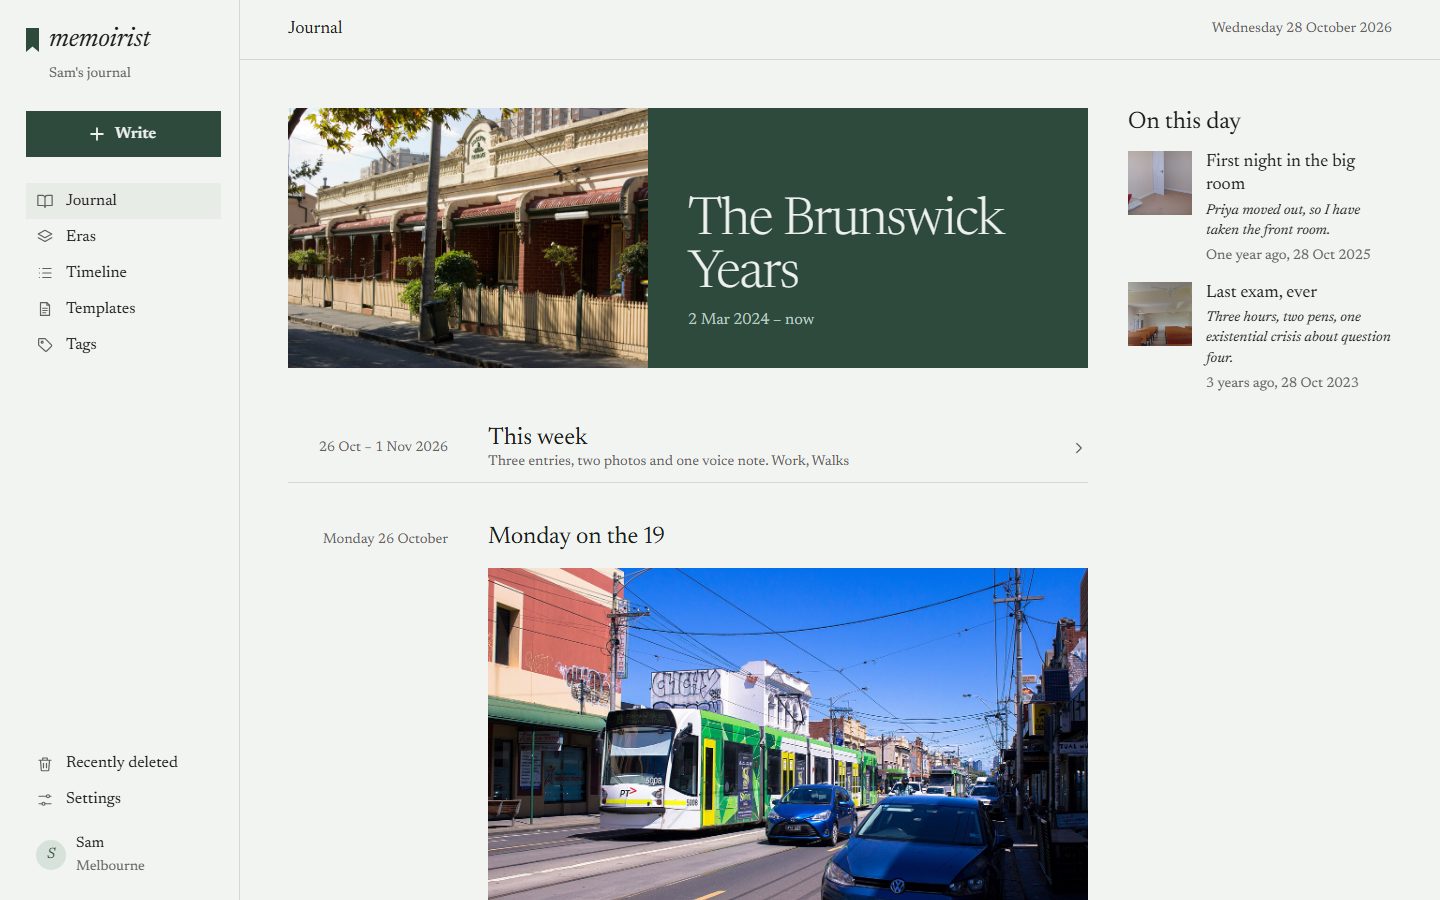 memoirist
Sam's journal
Write
Journal
Eras
Timeline
Templates
Tags
Recently deleted
Settings
S
Sam
Melbourne
Journal
Wednesday 28 October 2026
The Brunswick
Years
2 Mar 2024 – now
26 Oct – 1 Nov 2026
This week
Three entries, two photos and one voice note. Work, Walks
Monday 26 October
Monday on the 19
5008
PT>
5008
On this day
First night in the big
room
Priya moved out, so I have
taken the front room.
One year ago, 28 Oct 2025
Last exam, ever
Three hours, two pens, one
existential crisis about question
four.
3 years ago, 28 Oct 2023